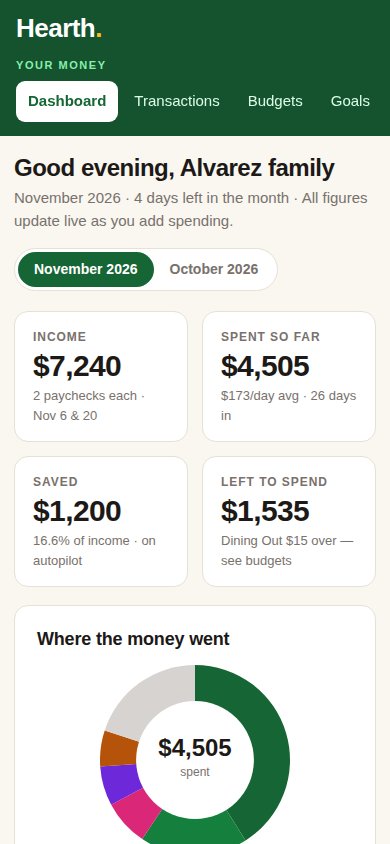 Hearth.
YOUR MONEY
Dashboard Transactions Budgets Goals
Good evening, Alvarez family
November 2026 · 4 days left in the month · All figures
update live as you add spending.
November 2026 October 2026
INCOME
$7,240
2 paychecks each ·
Nov 6 & 20
SPENT SO FAR
$4,505
$173/day avg · 26 days
in
SAVED
$1,200
16.6% of income · on
autopilot
LEFT TO SPEND
$1,535
Dining Out $15 over —
see budgets
Where the money went
$4,505
spent